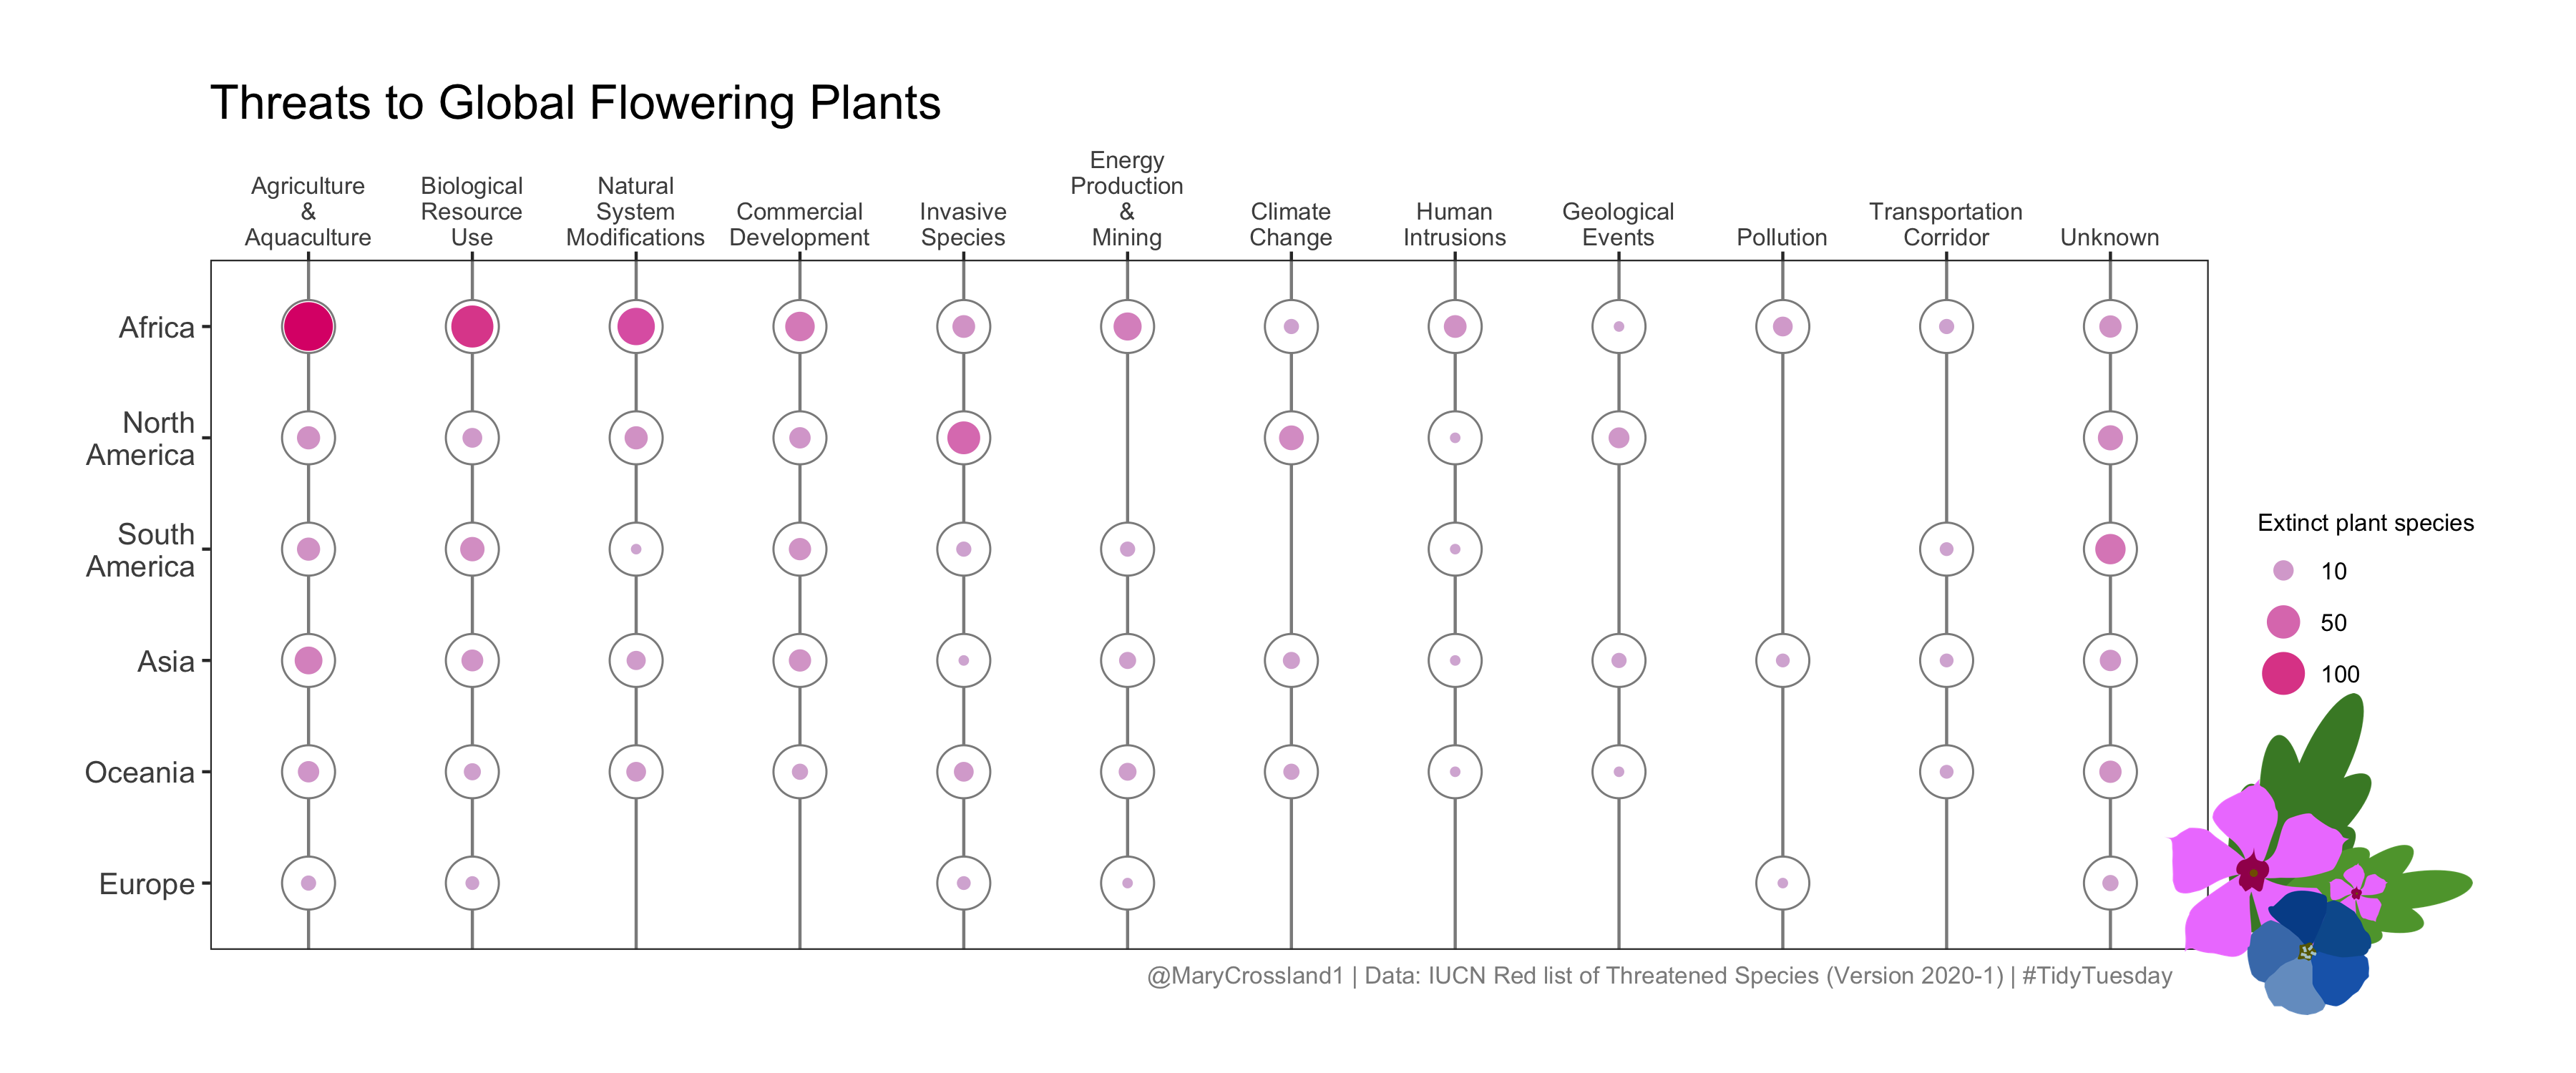 Threats to Global Flowering Plants
Energy
Agriculture
Biological
Natural
Production
&
Resource
System
Commercial
Invasive
&
Climate
Human
Geological
Transportation
Aquaculture
Use
Modifications
Development
Species
Mining
Change
Intrusions
Events
Pollution
Corridor
Unknown
Africa
North
America
South
America
Asia
Oceania
Europe
Extinct plant species
10
50
100
@MaryCrossland1 | Data: IUCN Red list of Threatened Species (Version 2020-1) | #TidyTuesday